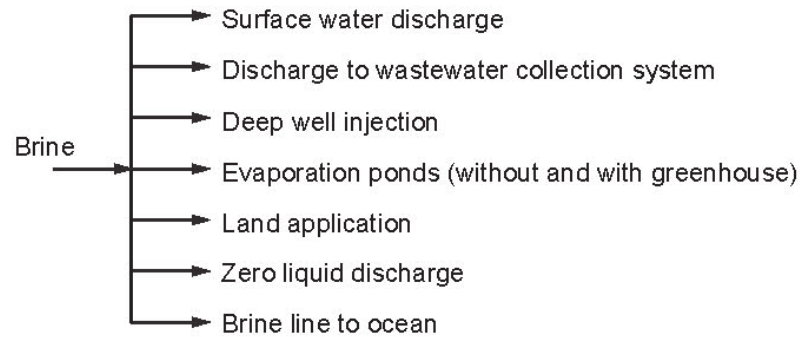 Surface water discharge
Discharge to wastewater collection system
Deep well injection
Brine
Evaporation ponds (without and with greenhouse)
Land application
Zero liquid discharge
Brine line to ocean